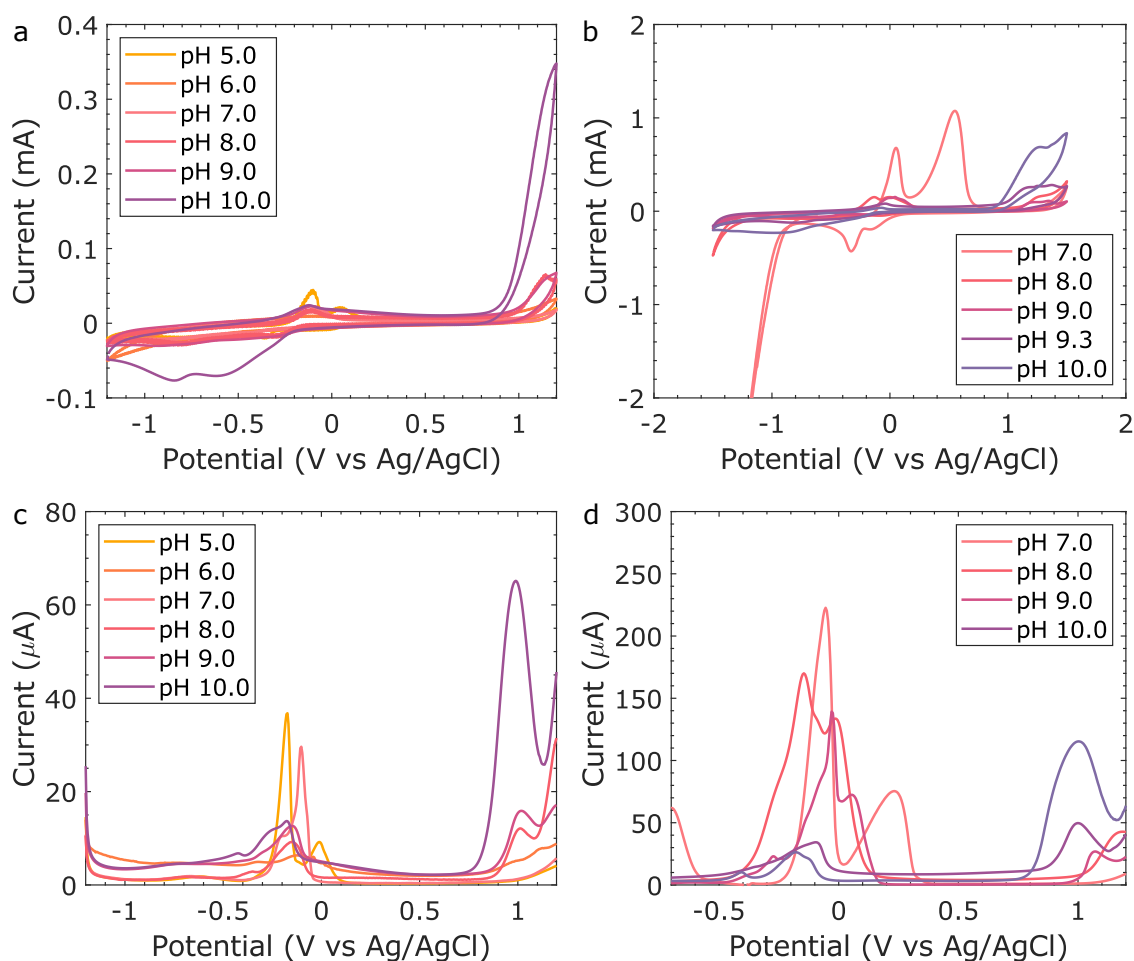 a
0.4
0.3
0.2
0.1
0
-0.1
Current (mA)
pH 5.0
pH 6.0
pH 7.0
pH 8.0
pH 9.0
pH 10.0
-1
-0.5
0
0.5
1
Potential (V vs Ag/AgCl)
b
2
1
0
-1
-2
Current (mA)
pH 7.0
pH 8.0
pH 9.0
pH 9.3
pH 10.0
-2
-1
0
1
2
Potential (V vs Ag/AgCl)
c
80
60
40
20
0
Current (μA)
pH 5.0
pH 6.0
pH 7.0
pH 8.0
pH 9.0
pH 10.0
-1
-0.5
0
0.5
1
Potential (V vs Ag/AgCl)
d
300
250
200
150
100
50
0
Current (μA)
pH 7.0
pH 8.0
pH 9.0
pH 10.0
-0.5
0
0.5
1
Potential (V vs Ag/AgCl)